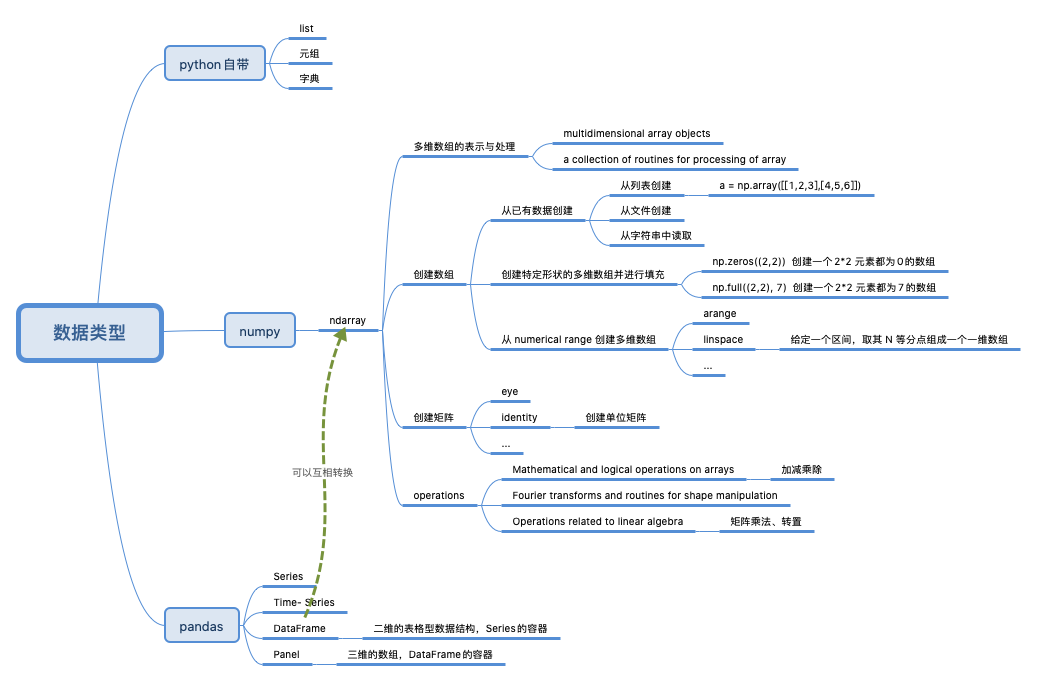 数据类型
python 自带
list
元组
字典
numpy
ndarray
多维数组的表示与处理
multidimensional array objects
a collection of routines for processing of array
创建数组
从已有数据创建
从列表创建
a = np.array([[1,2,3],[4,5,6]])
从文件创建
从字符串中读取
创建特定形状的多维数组并进行填充
np.zeros((2,2)) 创建一个 2*2 元素都为 0 的数组
np.full((2,2), 7) 创建一个 2*2 元素都为 7 的数组
从 numerical range 创建多维数组
arange
linspace
给定一个区间，取其 N 等分点组成一个一维数组
...
创建矩阵
eye
identity
创建单位矩阵
...
operations
Mathematical and logical operations on arrays
加减乘除
Fourier transforms and routines for shape manipulation
Operations related to linear algebra
矩阵乘法、转置
可以互相转换
pandas
Series
Time- Series
DataFrame
二维的表格型数据结构，Series 的容器
Panel
三维的数组，DataFrame 的容器